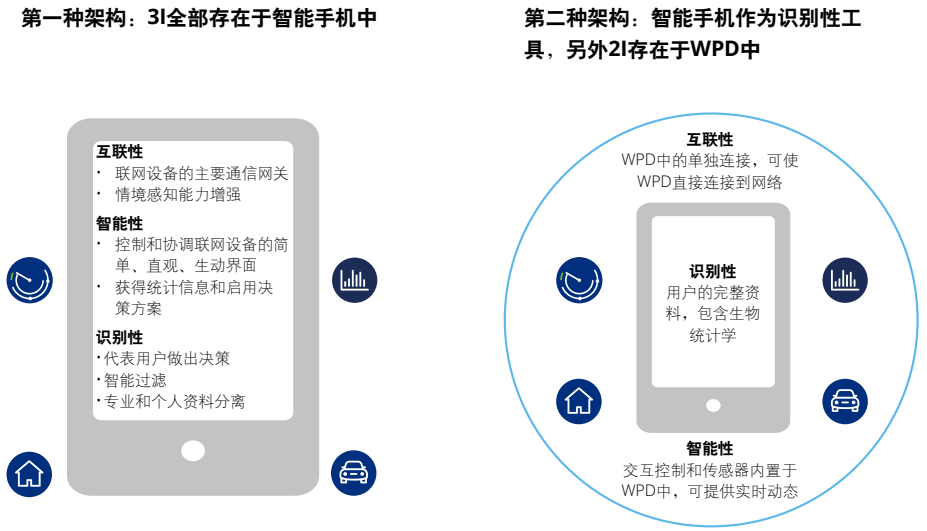 第一种架构：3I全部存在于智能手机中
互联性
· 联网设备的主要通信网关
· 情境感知能力增强
智能性
· 控制和协调联网设备的简
单、直观、生动界面
· 获得统计信息和启用决
策方案
识别性
·代表用户做出决策
·智能过滤
·专业和个人资料分离
第二种架构：智能手机作为识别性工
具，另外2I存在于WPD中
互联性
WPD中的单独连接，可使
WPD直接连接到网络
识别性
用户的完整资
料，包含生物
统计学
智能性
交互控制和传感器内置于
WPD中，可提供实时动态